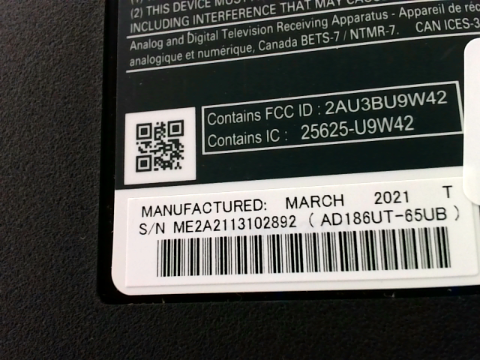 (2) THIS DEVICE MUST
INCLUDING INTERFERENCE THAT MAY CAUSE
Analog and Digital Television Receiving Apparatus - Appareil de
analogique et numérique, Canada BETS-7 / NTMR-7. CAN ICES-3
Contains FCC ID : 2AU3BU9W42
Contains IC : 25625-U9W42
MANUFACTURED: MARCH 2021 T
S/N ME2A2113102892 ( AD186UT-65UB )